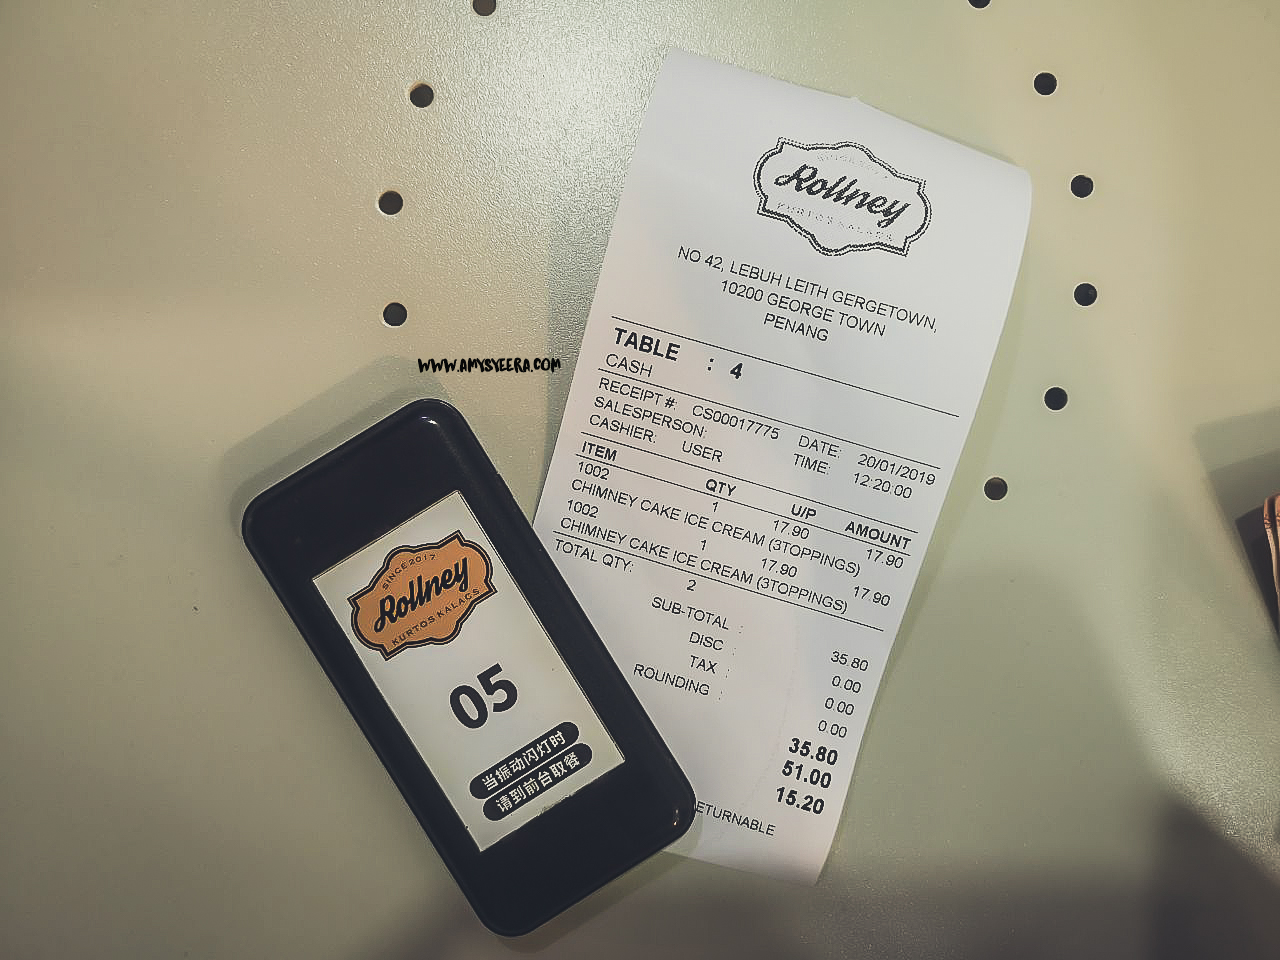 Rollney
KURTOS KALACS
NO 42, LEBUH LEITH GERGETOWN,
10200 GEORGE TOWN
PENANG
TABLE : 4
CASH
RECEIPT #: CS00017775 DATE: 20/01/2019
SALESPERSON: TIME: 12:20:00
CASHIER: USER
ITEM QTY U/P AMOUNT
1002 1 17.90 17.90
CHIMNEY CAKE ICE CREAM (3TOPPINGS)
1002 1 17.90 17.90
CHIMNEY CAKE ICE CREAM (3TOPPINGS)
TOTAL QTY: 2
SUB-TOTAL : 35.80
DISC : 0.00
TAX : 0.00
ROUNDING : 0.00
35.80
51.00
15.20
ETURNABLE
WWW.AMYSYEERA.COM
SINCE 2017
Rollney
KURTOS KALACS
05
当振动闪灯时
请到前台取餐